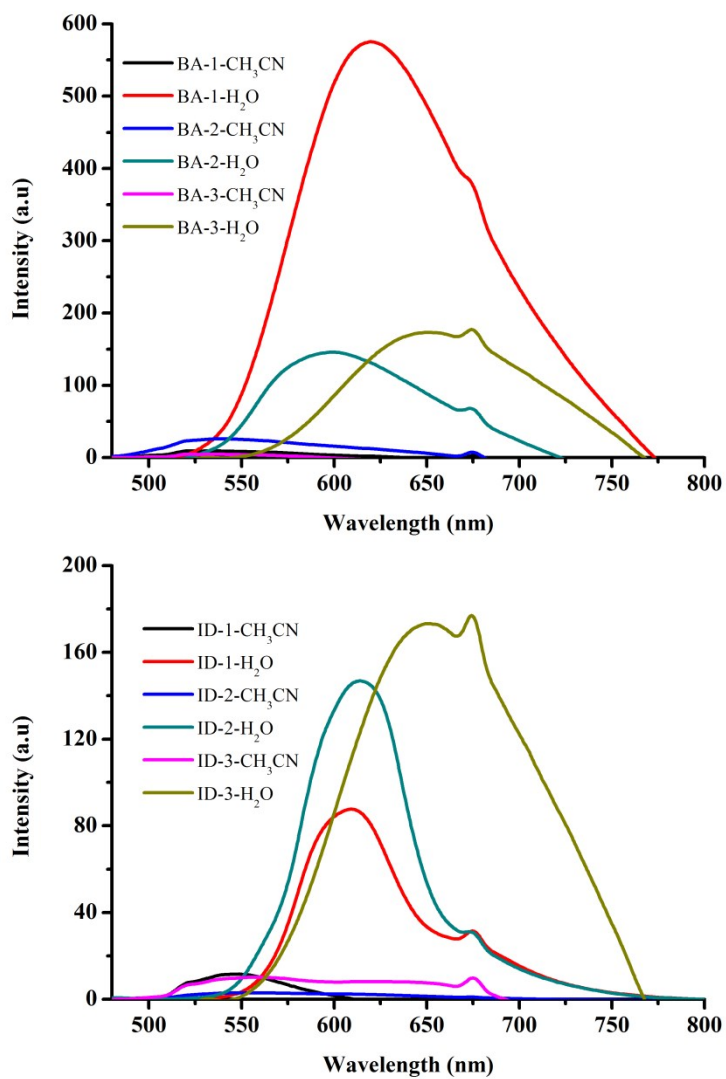 600
500
400
300
200
100
0
Intensity (a.u)
BA-1-CH₃CN
BA-1-H₂O
BA-2-CH₃CN
BA-2-H₂O
BA-3-CH₃CN
BA-3-H₂O
500 550 600 650 700 750 800
Wavelength (nm)
200
160
120
80
40
0
Intensity (a.u)
ID-1-CH₃CN
ID-1-H₂O
ID-2-CH₃CN
ID-2-H₂O
ID-3-CH₃CN
ID-3-H₂O
500 550 600 650 700 750 800
Wavelength (nm)